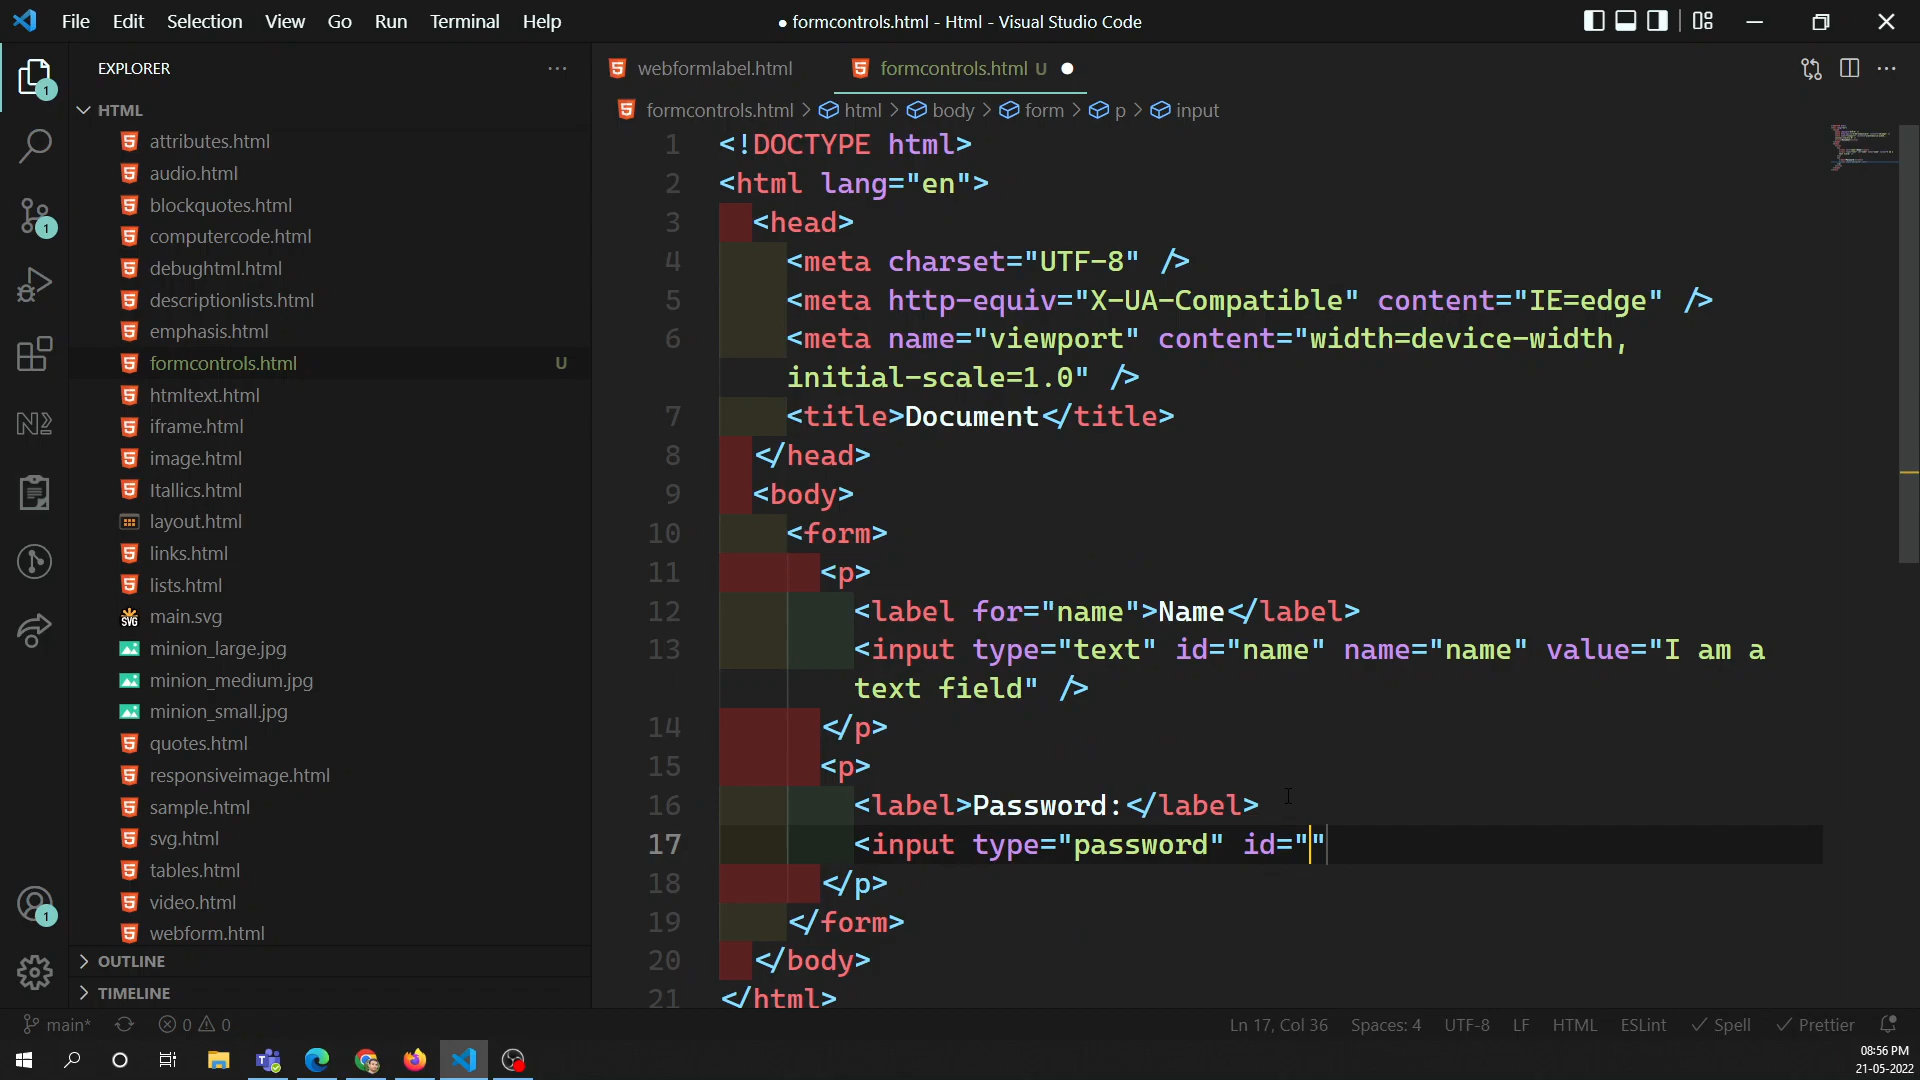 File Edit Selection View Go Run Terminal Help
● formcontrols.html - Html - Visual Studio Code
EXPLORER
HTML
attributes.html
audio.html
blockquotes.html
computercode.html
debughtml.html
descriptionlists.html
emphasis.html
formcontrols.html U
htmltext.html
iframe.html
image.html
Itallics.html
layout.html
links.html
lists.html
main.svg
minion_large.jpg
minion_medium.jpg
minion_small.jpg
quotes.html
responsiveimage.html
sample.html
svg.html
tables.html
video.html
webform.html
OUTLINE
TIMELINE
webformlabel.html formcontrols.html U
formcontrols.html > html > body > form > p > input
1 <!DOCTYPE html>
2 <html lang="en">
3 <head>
4 <meta charset="UTF-8" />
5 <meta http-equiv="X-UA-Compatible" content="IE=edge" />
6 <meta name="viewport" content="width=device-width,
initial-scale=1.0" />
7 <title>Document</title>
8 </head>
9 <body>
10 <form>
11 <p>
12 <label for="name">Name</label>
13 <input type="text" id="name" name="name" value="I am a
text field" />
14 </p>
15 <p>
16 <label>Password:</label>
17 <input type="password" id=""
18 </p>
19 </form>
20 </body>
21 </html>
main* 0 0
Ln 17, Col 36 Spaces: 4 UTF-8 LF HTML ESLint Spell Prettier
08:56 PM
21-05-2022